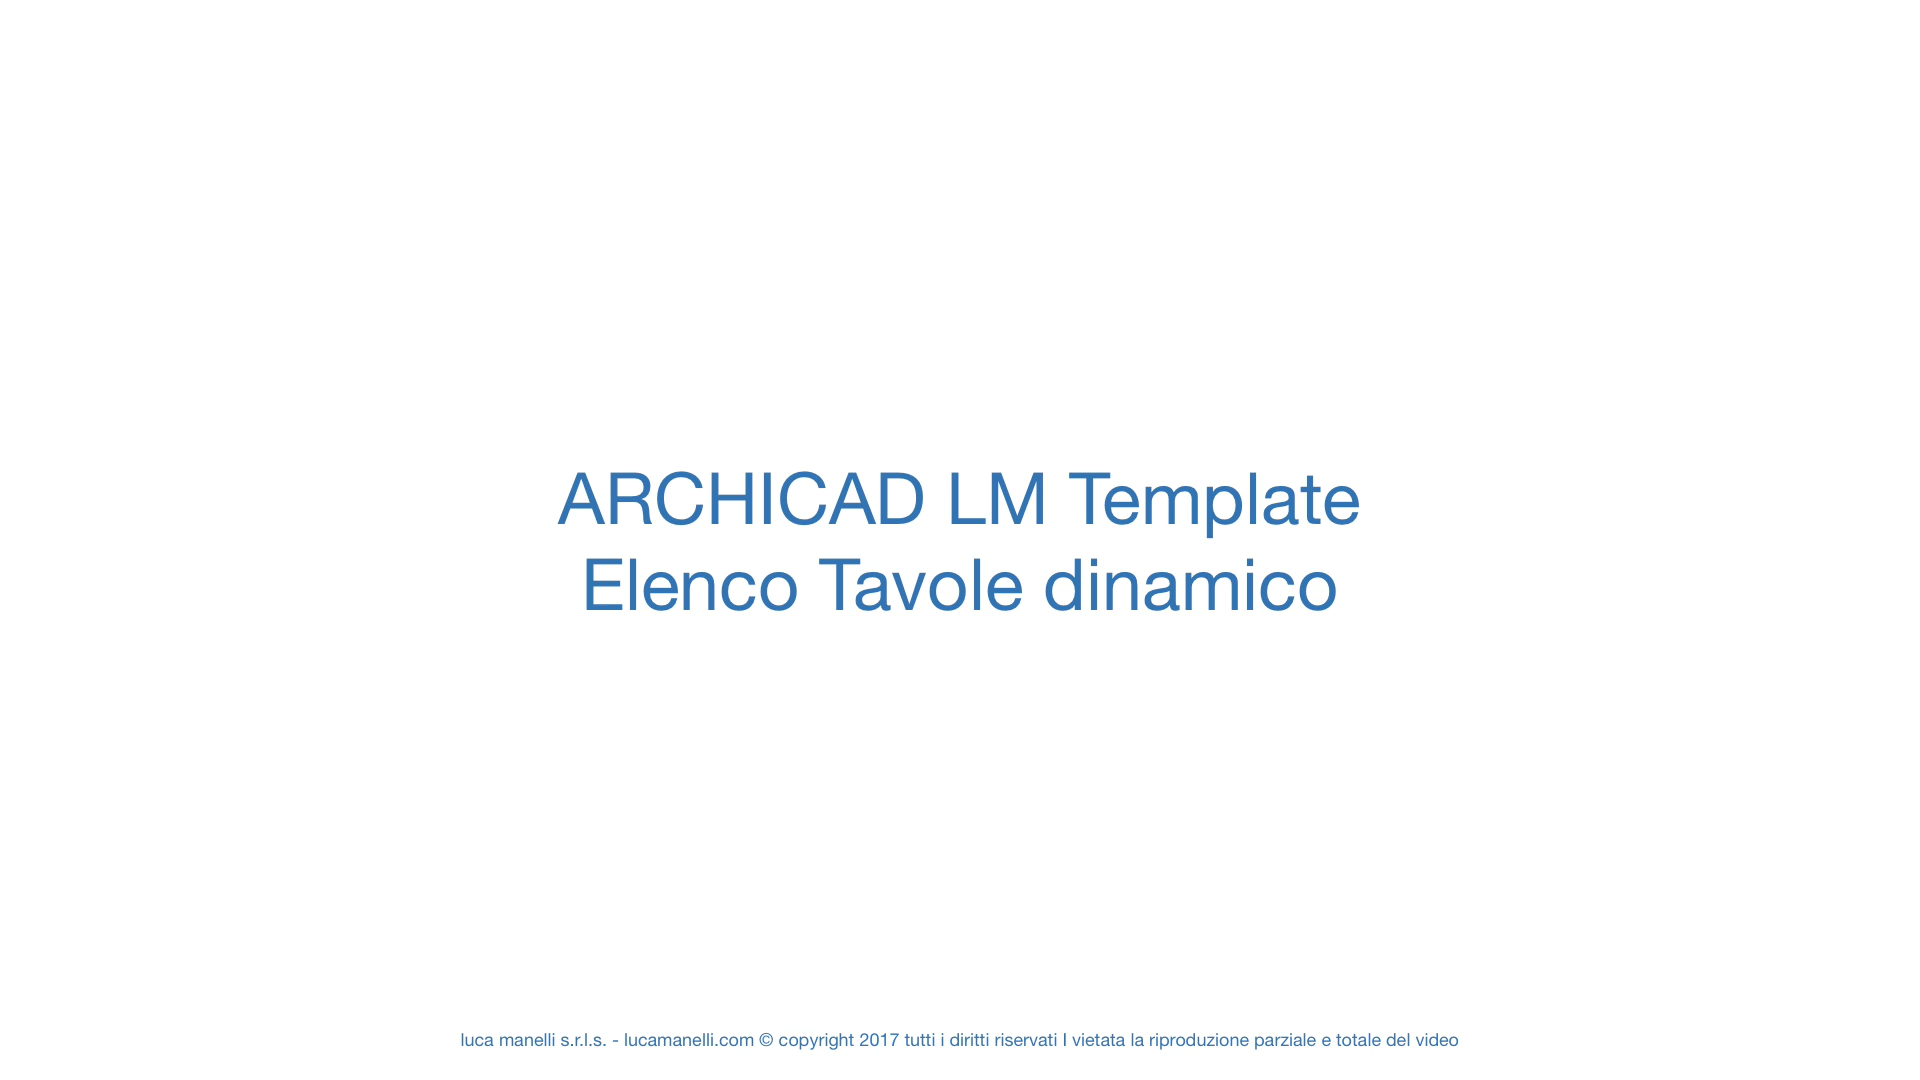 ARCHICAD LM Template
Elenco Tavole dinamico
luca manelli s.r.l.s. - lucamanelli.com © copyright 2017 tutti i diritti riservati I vietata la riproduzione parziale e totale del video